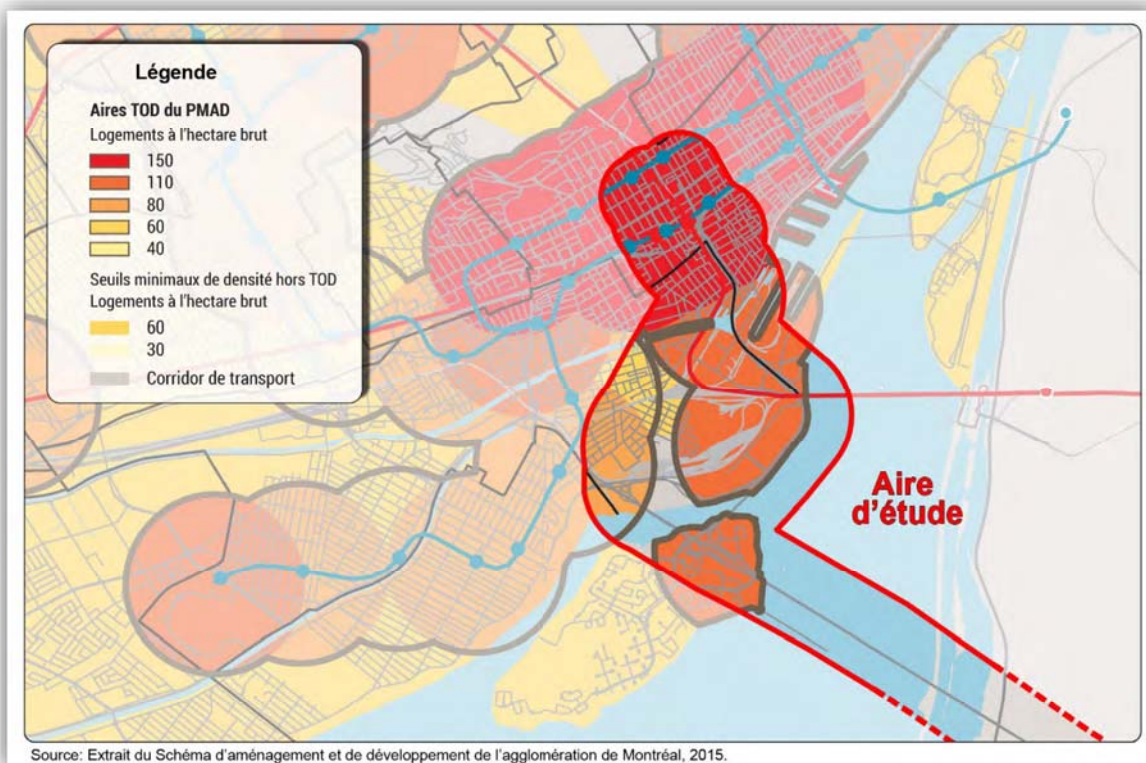 Légende
Aires TOD du PMAD
Logements à l'hectare brut
150
110
80
60
40
Seuils minimaux de densité hors TOD
Logements à l'hectare brut
60
30
Corridor de transport
Aire
d'étude
Source: Extrait du Schéma d'aménagement et de développement de l'agglomération de Montréal, 2015.